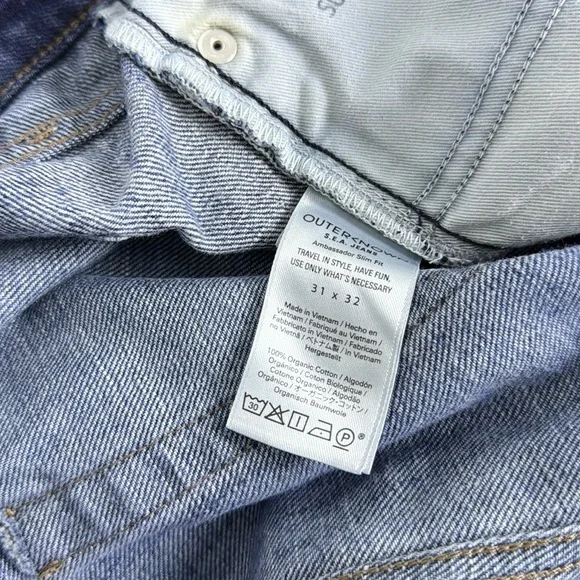 OUTERKNOWN
S.E.A. JEANS
Ambassador Slim Fit
TRAVEL IN STYLE, HAVE FUN,
USE ONLY WHAT'S NECESSARY
31 x 32
Made in Vietnam / Hecho en
Vietnam / Fabriqué au Vietnam /
Fabbricato in Vietnam / Fabricado
no Vietnã / ベトナム製 / In Vietnam
Hergestellt
100% Organic Cotton / Algodón
Orgánico / Coton Biologique /
Cotone Organico / Algodão
Orgânico / オーガニック・コットン /
Organisch Baumwole
30
P
®